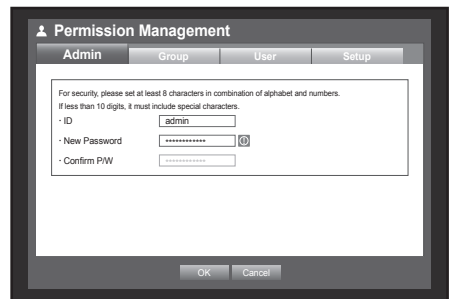 Permission Management
Admin Group User Setup
For security, please set at least 8 characters in combination of alphabet and numbers.
If less than 10 digits, it must include special characters.
· ID admin
· New Password ************
· Confirm P/W ************
OK Cancel